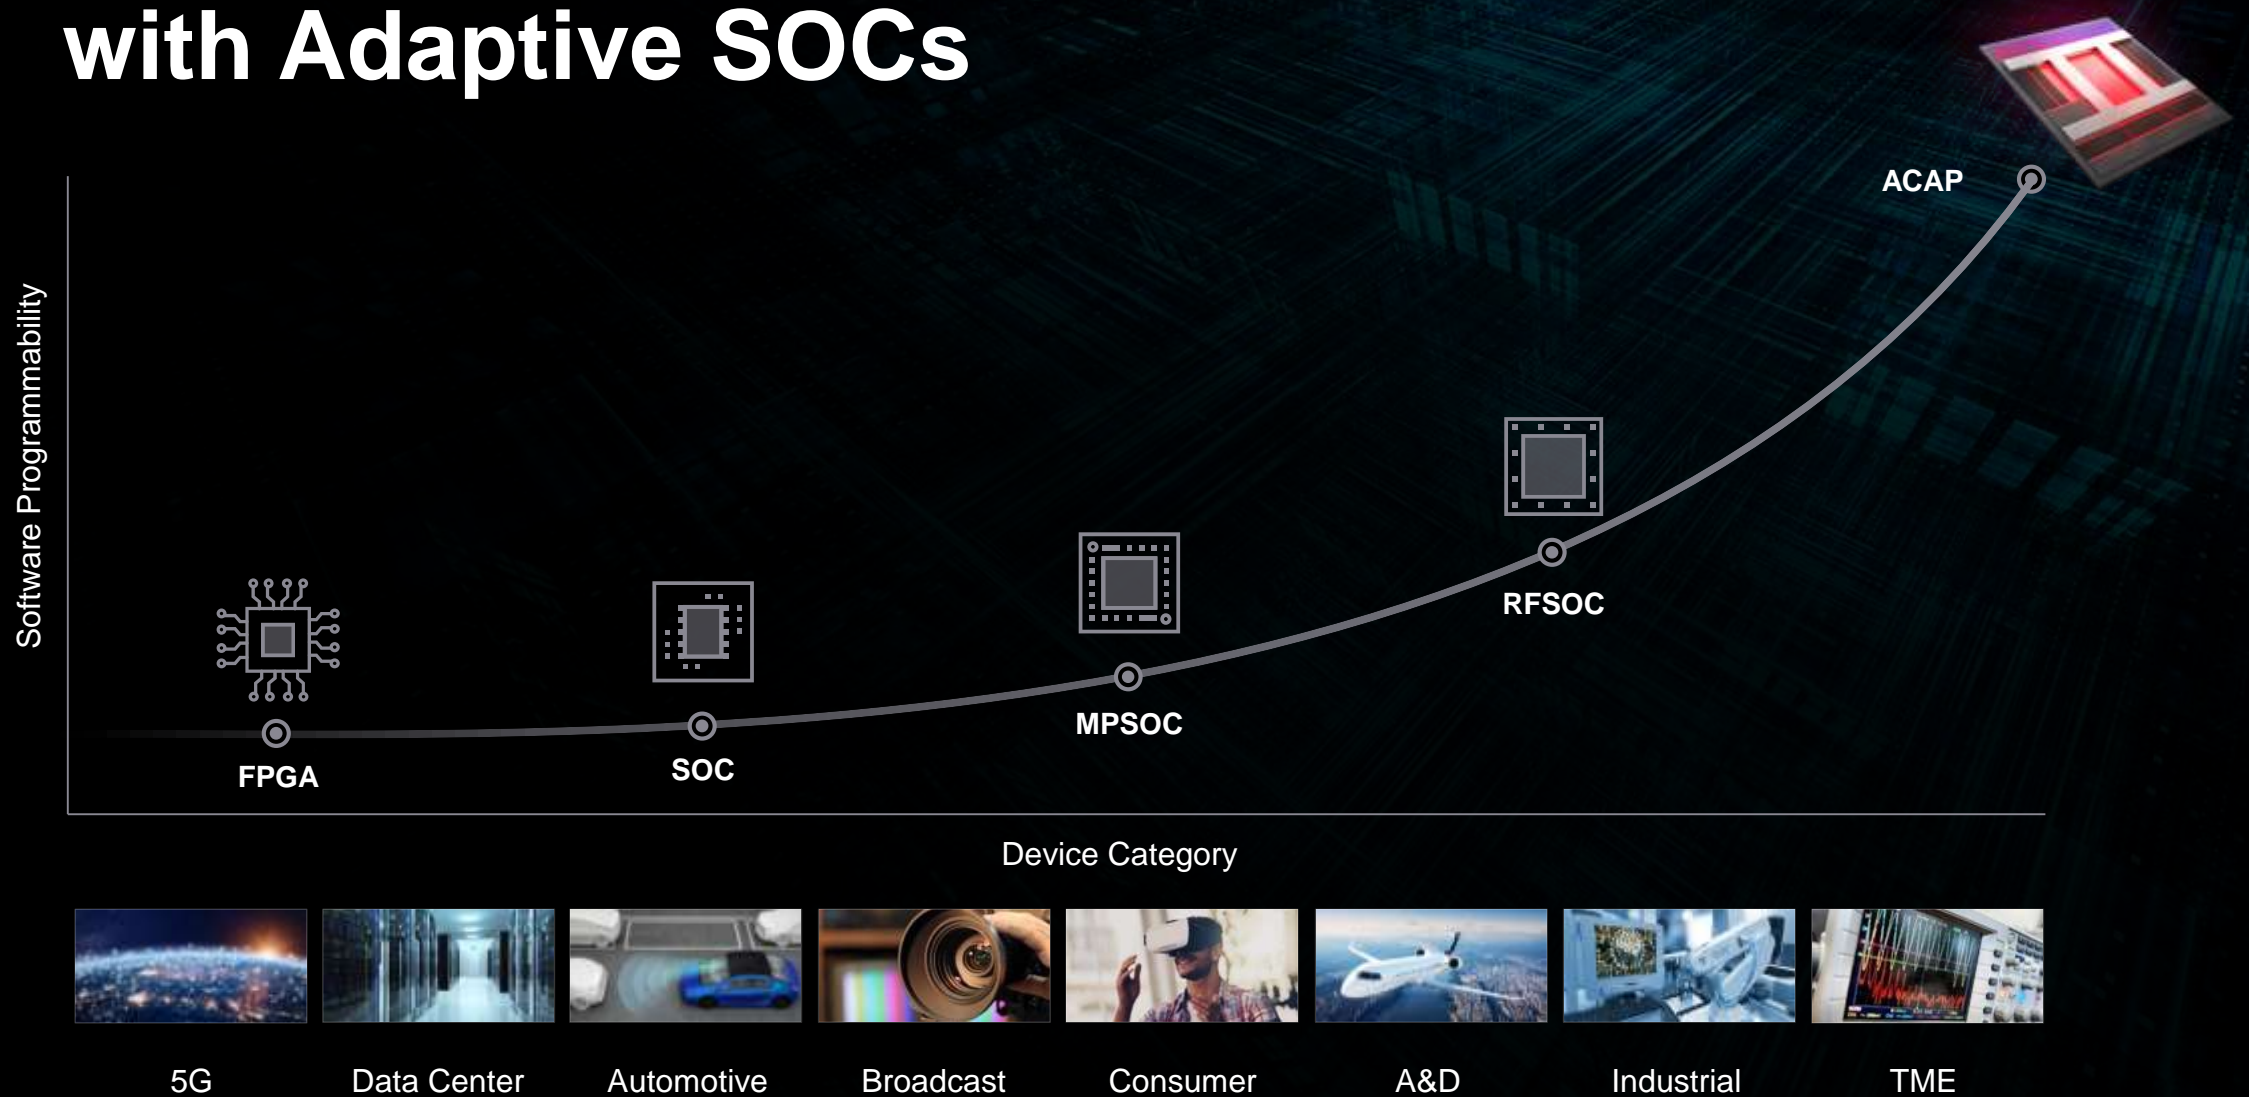 with Adaptive SOCs
ACAP
Software Programmability
RFSOC
MPSOC
SOC
FPGA
Device Category
5G
Data Center
Automotive
Broadcast
Consumer
A&D
Industrial
TME